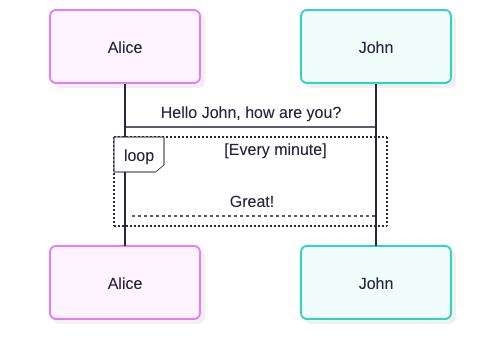 Alice
John
Hello John, how are you?
loop
[Every minute]
Great!
Alice
John